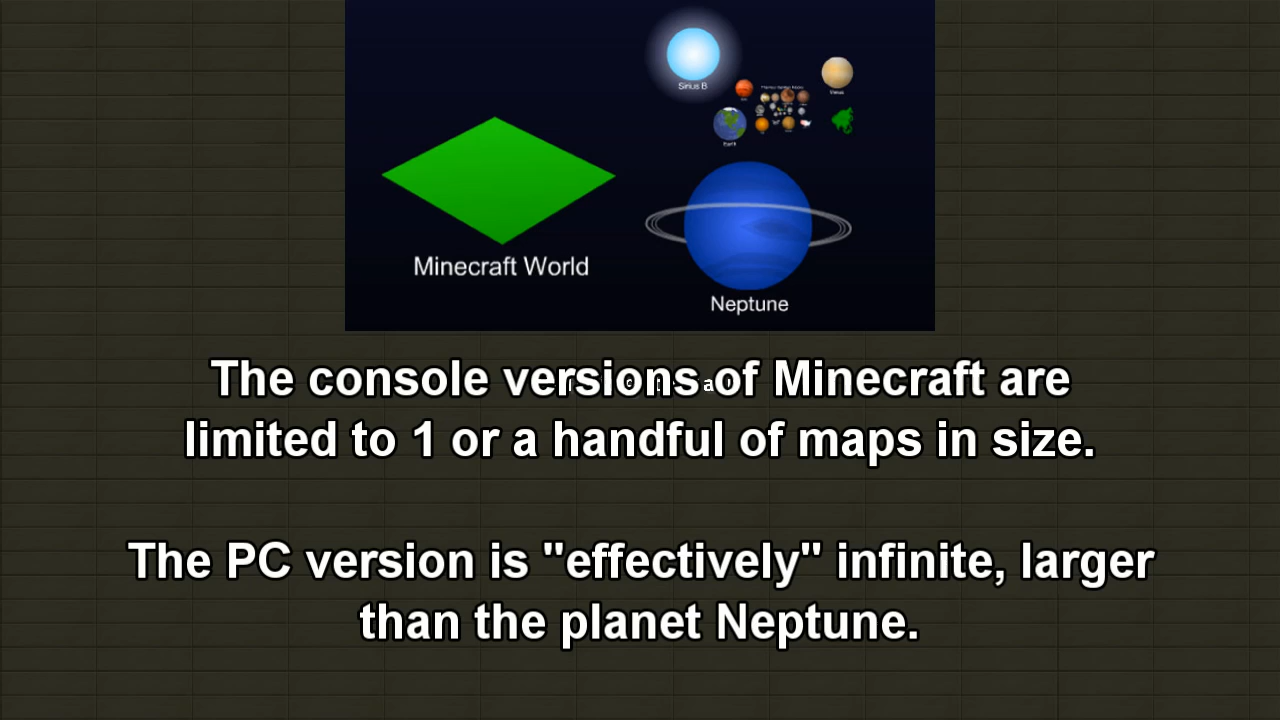 Sirius B
Venus
Earth
Minecraft World
Neptune
The console versions of Minecraft are
limited to 1 or a handful of maps in size.
The PC version is "effectively" infinite, larger
than the planet Neptune.